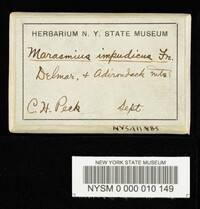 HERBARIUM N. Y. STATE MUSEUM
Marasmius impudicus Fr.
Delmar, & Adirondack mts
C. H. Peck Sept.
NEW YORK STATE MUSEUM
NYSM 0 000 010 149